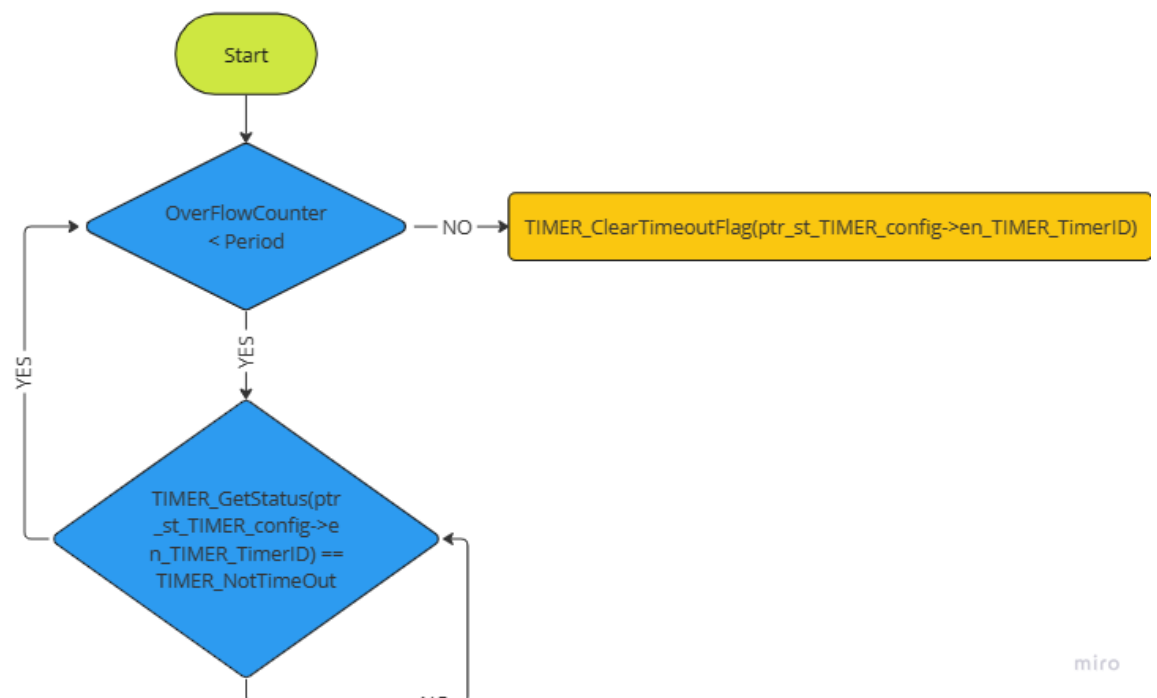 Start
OverFlowCounter
< Period
NO
TIMER_ClearTimeoutFlag(ptr_st_TIMER_config->en_TIMER_TimerID)
YES
YES
TIMER_GetStatus(ptr
_st_TIMER_config->e
n_TIMER_TimerID) ==
TIMER_NotTimeOut
miro